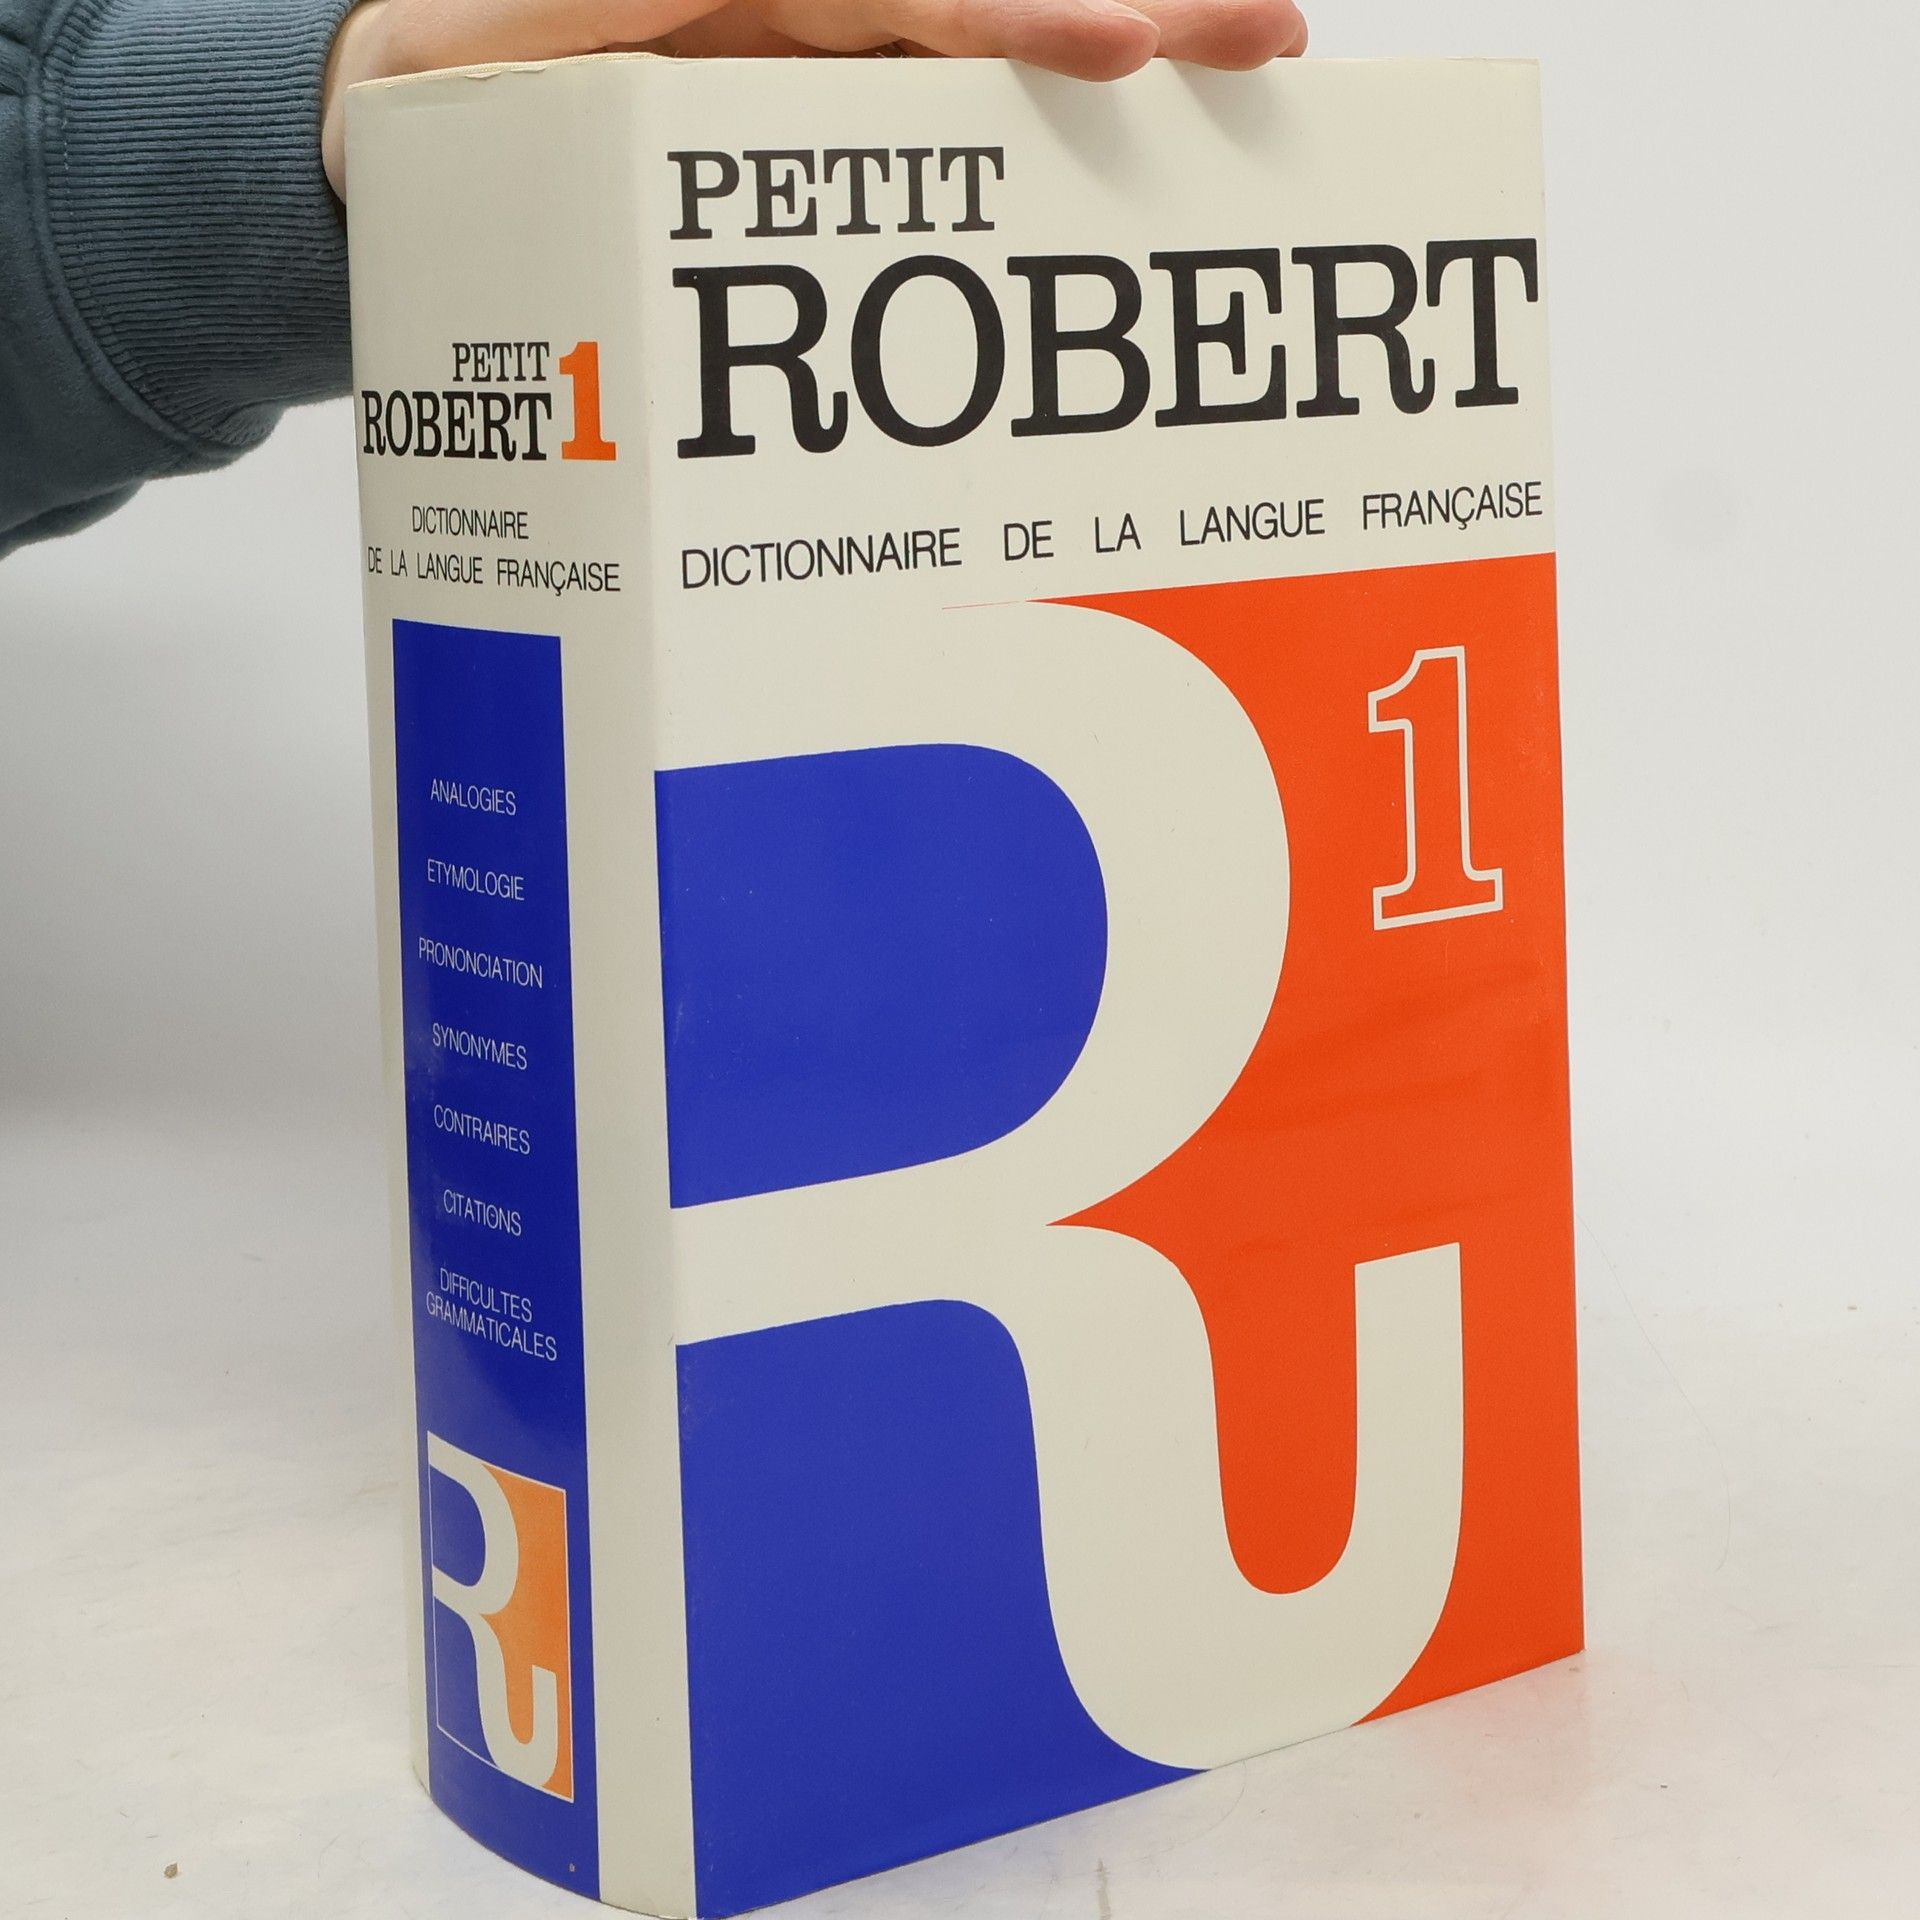 PETIT
ROBERT 1
DICTIONNAIRE
DE LA LANGUE FRANÇAISE
ANALOGIES
ETYMOLOGIE
PRONONCIATION
SYNONYMES
CONTRAIRES
CITATIONS
DIFFICULTES
GRAMMATICALES
R
PETIT
ROBERT
DICTIONNAIRE DE LA LANGUE FRANÇAISE
1
R